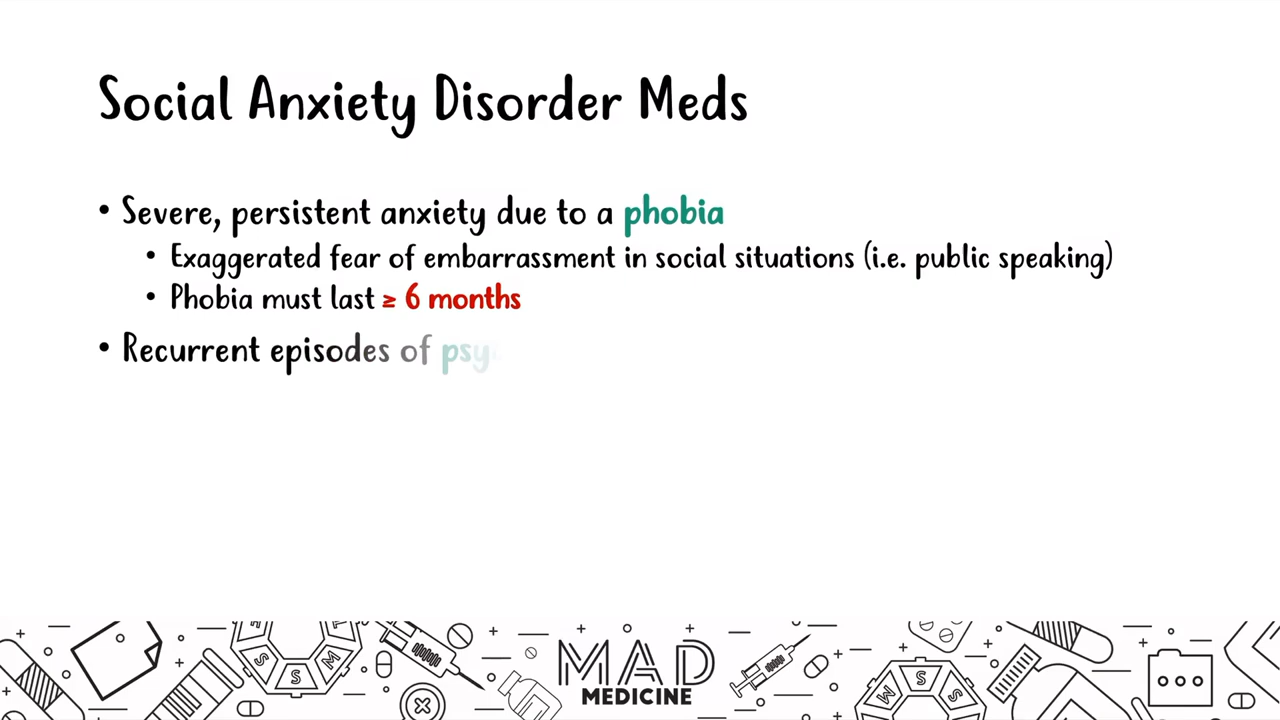 Social Anxiety Disorder Meds
• Severe, persistent anxiety due to a phobia
• Exaggerated fear of embarrassment in social situations (i.e. public speaking)
• Phobia must last ≥ 6 months
• Recurrent episodes of
MAD
MEDICINE